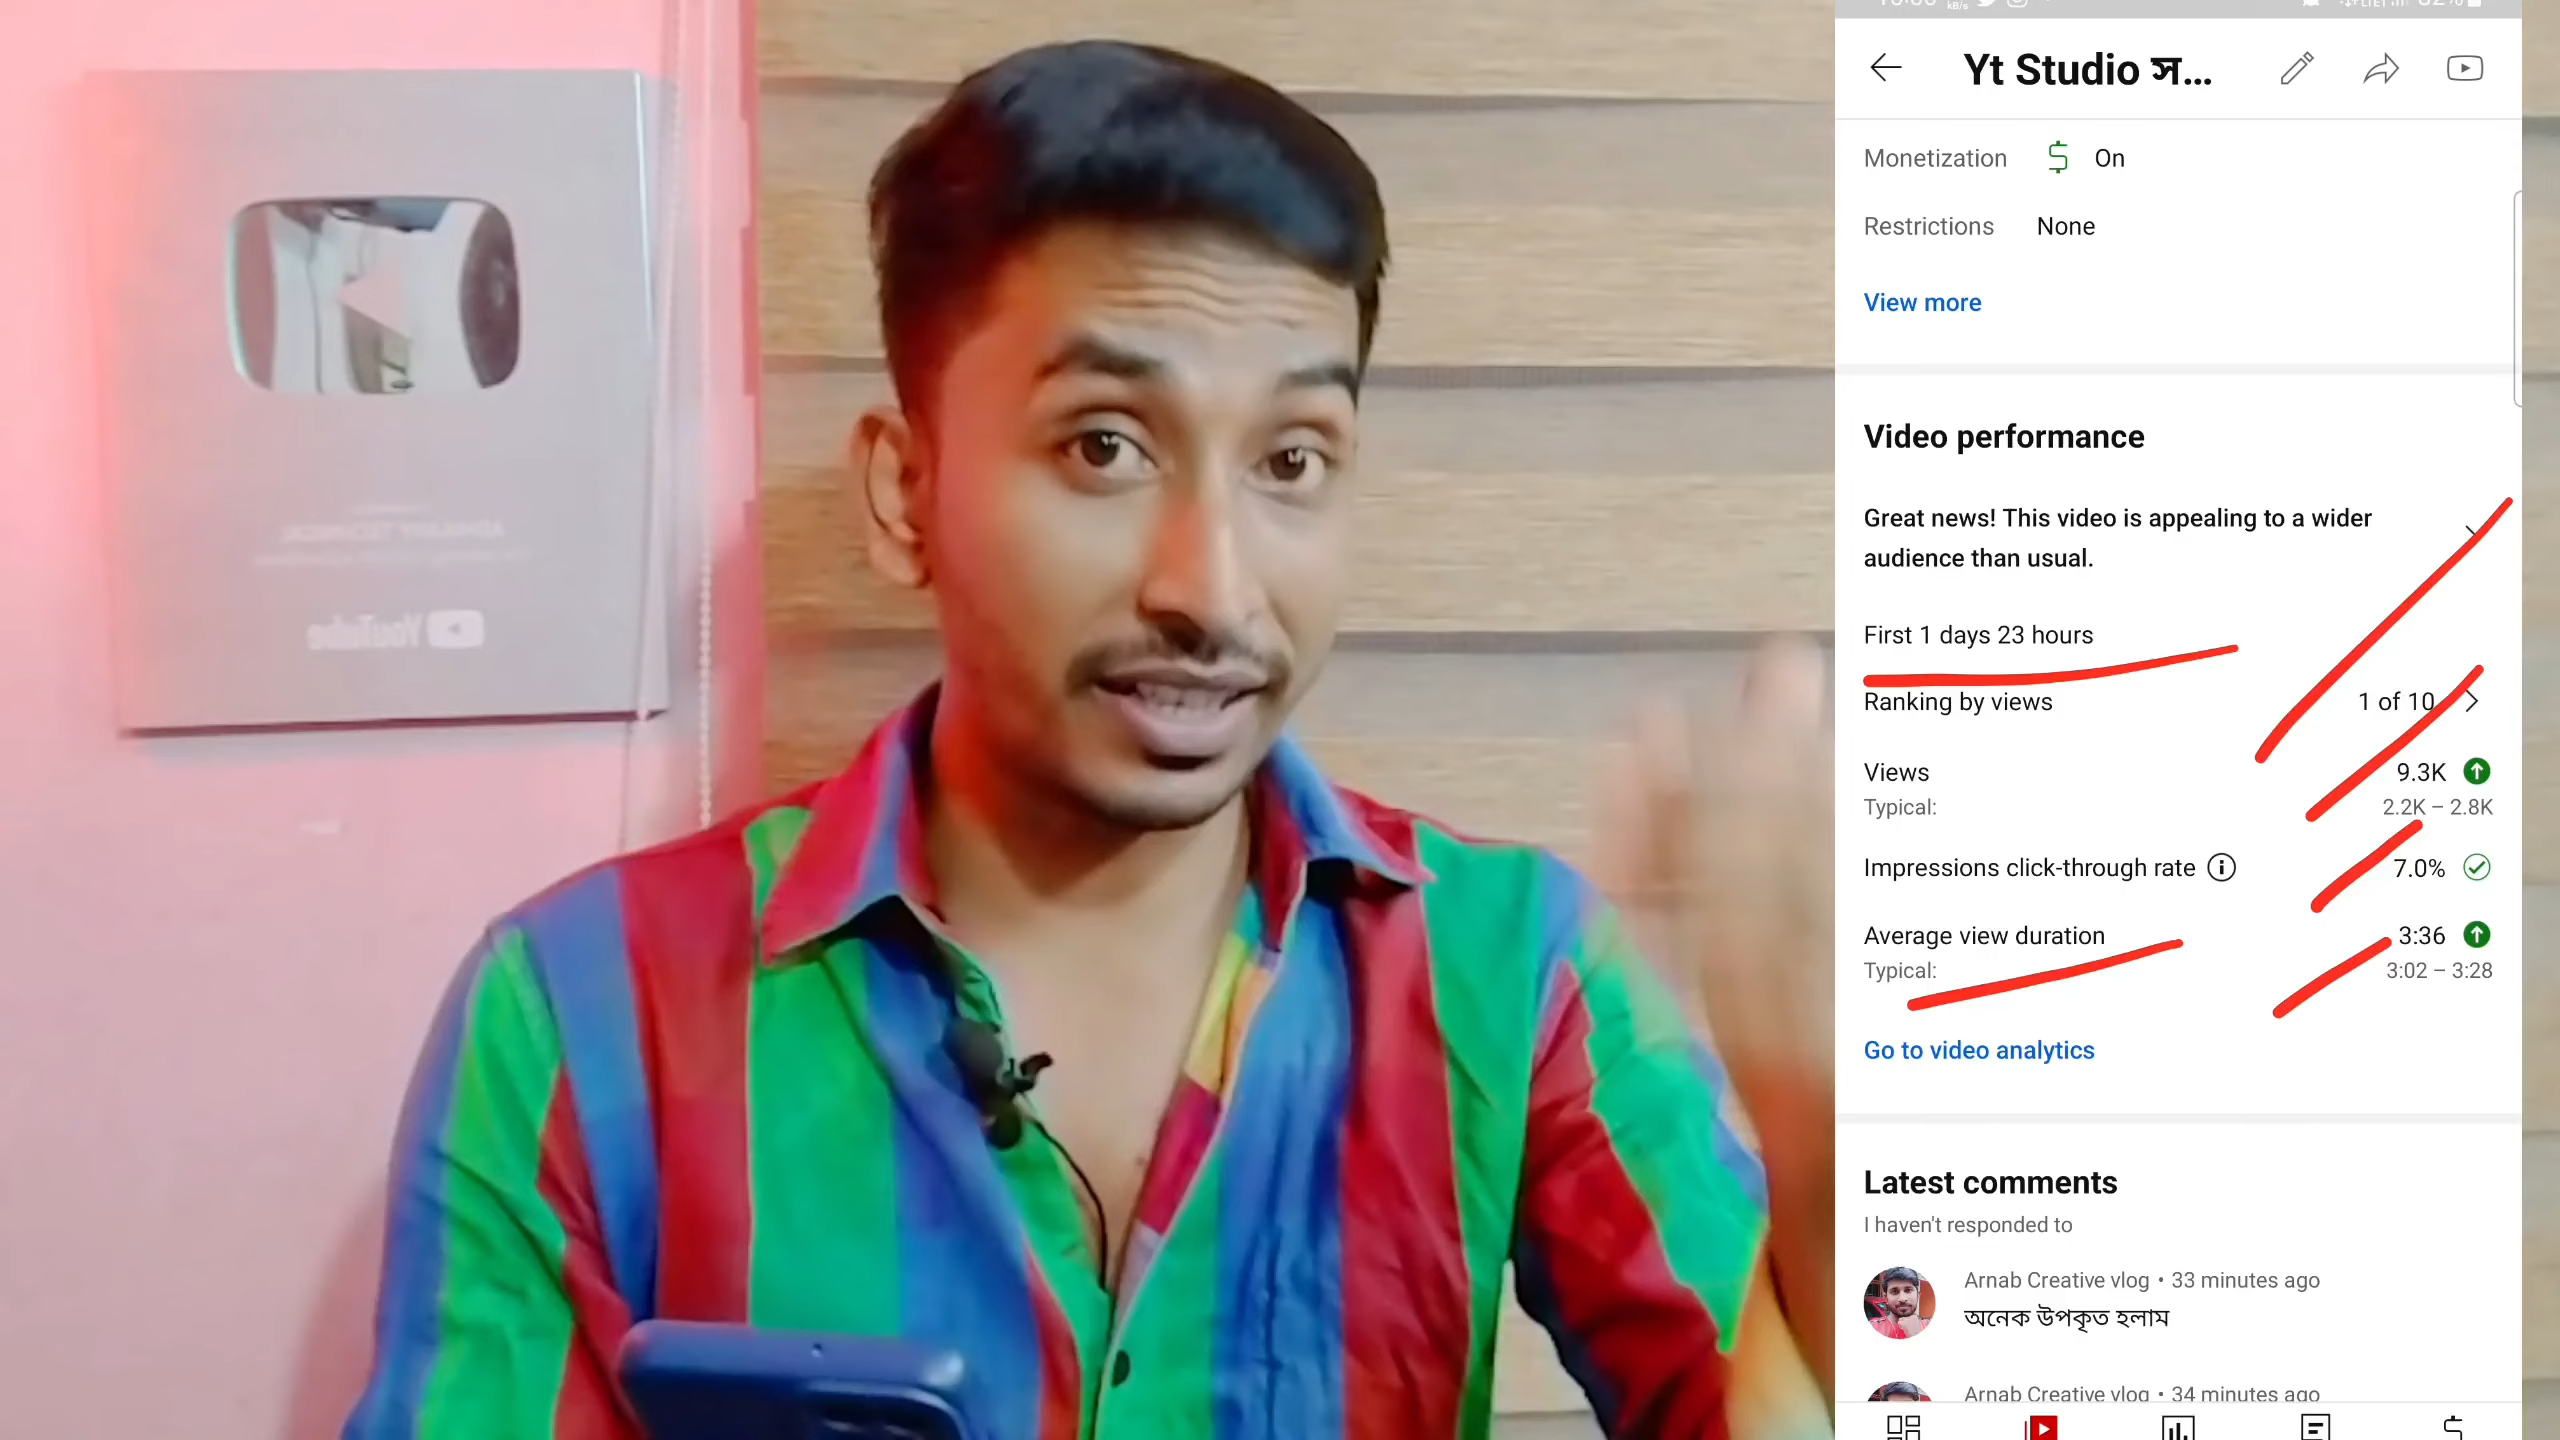 YouTube
Yt Studio স...
Monetization On
Restrictions None
View more
Video performance
Great news! This video is appealing to a wider
audience than usual.
First 1 days 23 hours
Ranking by views 1 of 10
Views 9.3K
Typical: 2.2K – 2.8K
Impressions click-through rate 7.0%
Average view duration 3:36
Typical: 3:02 – 3:28
Go to video analytics
Latest comments
I haven't responded to
Arnab Creative vlog • 33 minutes ago
অনেক উপকৃত হলাম
Arnab Creative vlog • 34 minutes ago